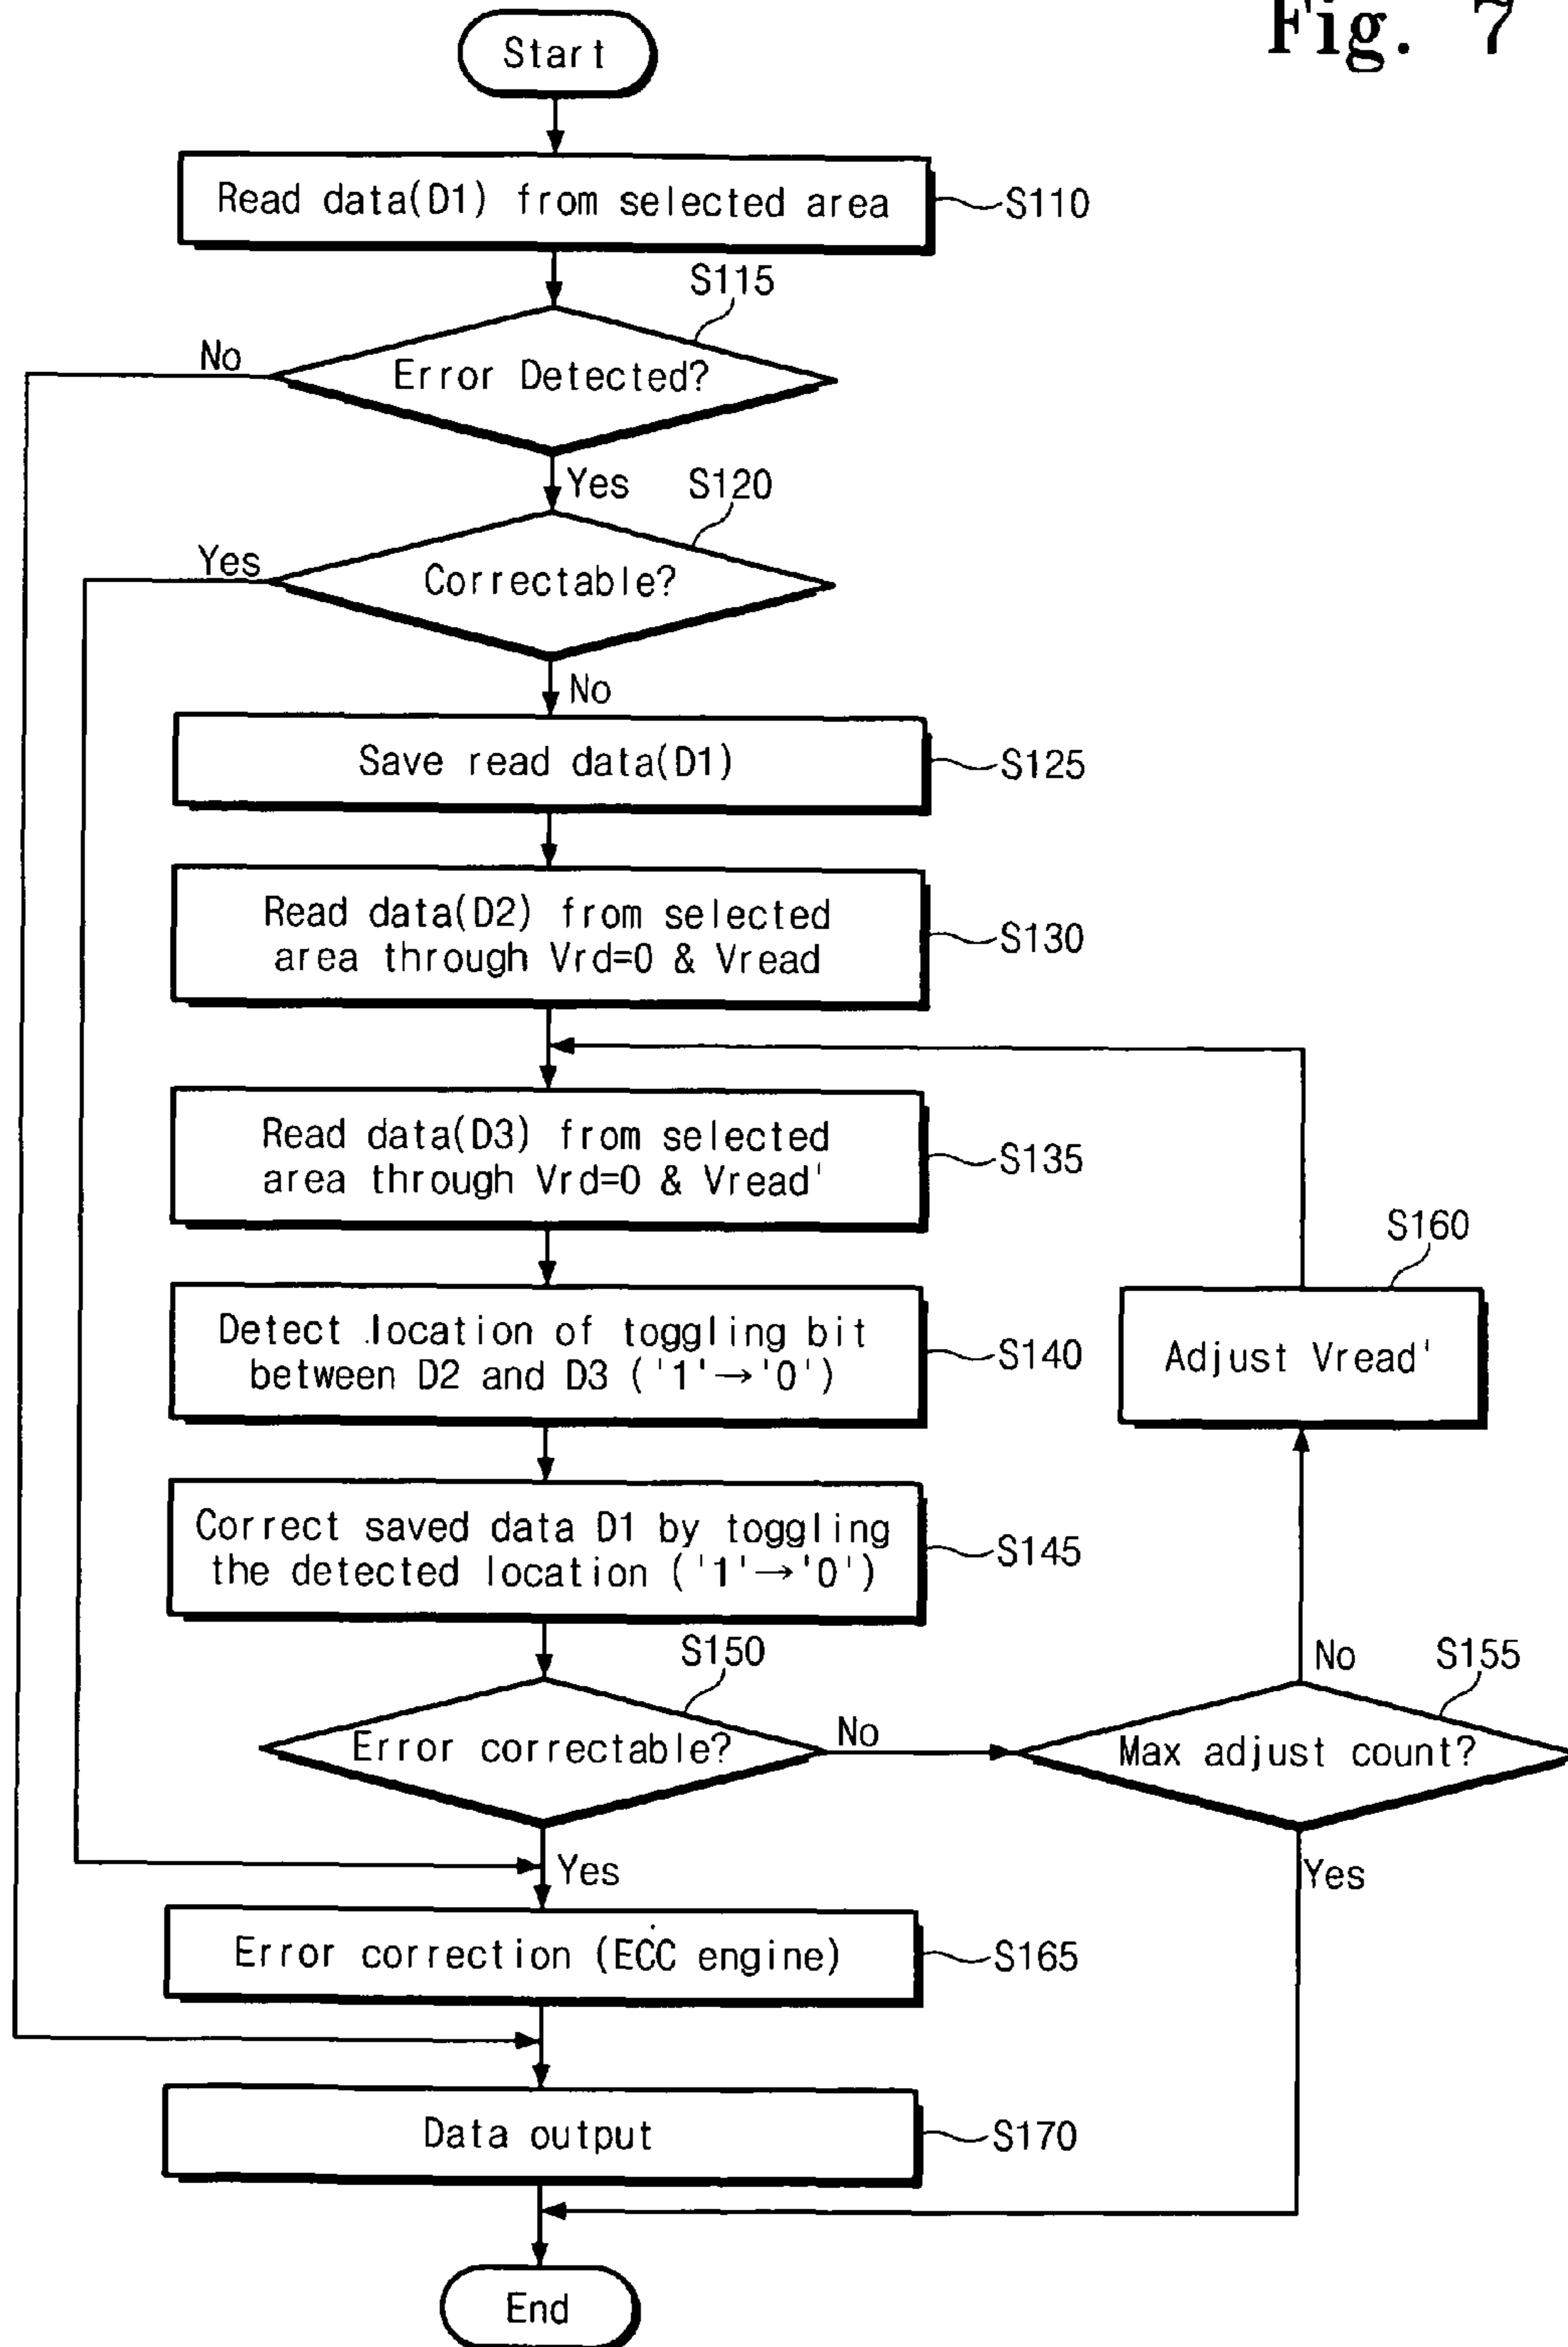 Fig. 7
Start
Read data(D1) from selected area
S110
S115
No
Error Detected?
Yes
S120
Yes
Correctable?
No
Save read data(D1)
S125
Read data(D2) from selected
area through Vrd=0 & Vread
S130
Read data(D3) from selected
area through Vrd=0 & Vread'
S135
S160
Detect location of toggling bit
between D2 and D3 ('1'→'0')
S140
Adjust Vread'
Correct saved data D1 by toggling
the detected location ('1'→'0')
S145
S150
No
S155
Error correctable?
No
Max adjust count?
Yes
Yes
Error correction (ECC engine)
S165
Data output
S170
End